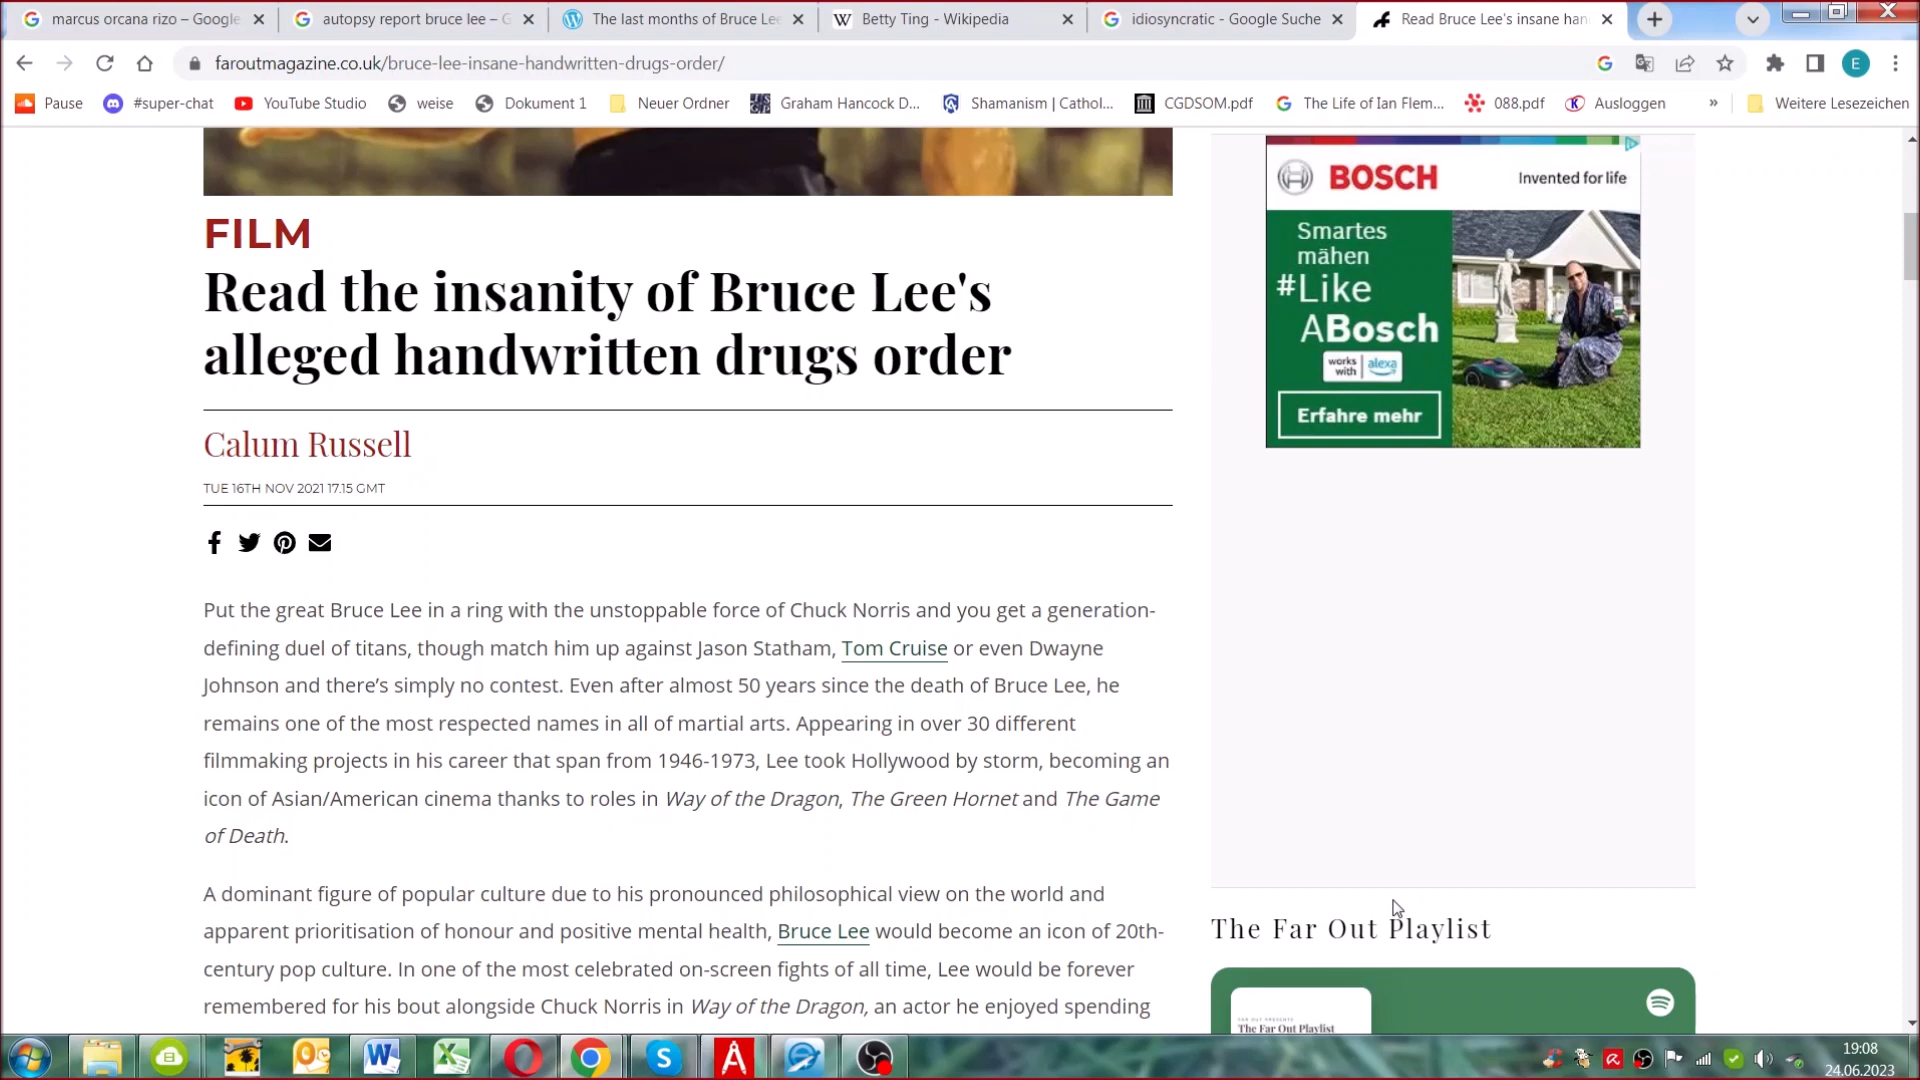 marcus orcana rizo – Google
autopsy report bruce lee – G
The last months of Bruce Lee
Betty Ting - Wikipedia
idiosyncratic - Google Suche
Read Bruce Lee's insane han
faroutmagazine.co.uk/bruce-lee-insane-handwritten-drugs-order/
E
Pause
#super-chat
YouTube Studio
weise
Dokument 1
Neuer Ordner
Graham Hancock D...
Shamanism | Cathol...
CGDSOM.pdf
The Life of Ian Flem...
088.pdf
Ausloggen
»
Weitere Lesezeichen
FILM
Read the insanity of Bruce Lee's
alleged handwritten drugs order
Calum Russell
TUE 16TH NOV 2021 17.15 GMT
Put the great Bruce Lee in a ring with the unstoppable force of Chuck Norris and you get a generation-
defining duel of titans, though match him up against Jason Statham, Tom Cruise or even Dwayne
Johnson and there’s simply no contest. Even after almost 50 years since the death of Bruce Lee, he
remains one of the most respected names in all of martial arts. Appearing in over 30 different
filmmaking projects in his career that span from 1946-1973, Lee took Hollywood by storm, becoming an
icon of Asian/American cinema thanks to roles in Way of the Dragon, The Green Hornet and The Game
of Death.
A dominant figure of popular culture due to his pronounced philosophical view on the world and
apparent prioritisation of honour and positive mental health, Bruce Lee would become an icon of 20th-
century pop culture. In one of the most celebrated on-screen fights of all time, Lee would be forever
remembered for his bout alongside Chuck Norris in Way of the Dragon, an actor he enjoyed spending
BOSCH
Invented for life
Smartes
mähen
#Like
ABosch
works
with
alexa
Erfahre mehr
The Far Out Playlist
FAR OUT PRESENTS
The Far Out Playlist
19:08
24.06.2023